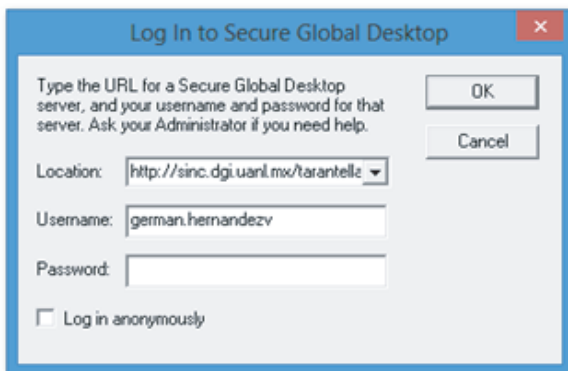 Log In to Secure Global Desktop
Type the URL for a Secure Global Desktop
server, and your username and password for that
server. Ask your Administrator if you need help.
OK
Cancel
Location: http://sinc.dgi.uanl.mx/tarantella
Username: german.hernandezv
Password:
Log in anonymously